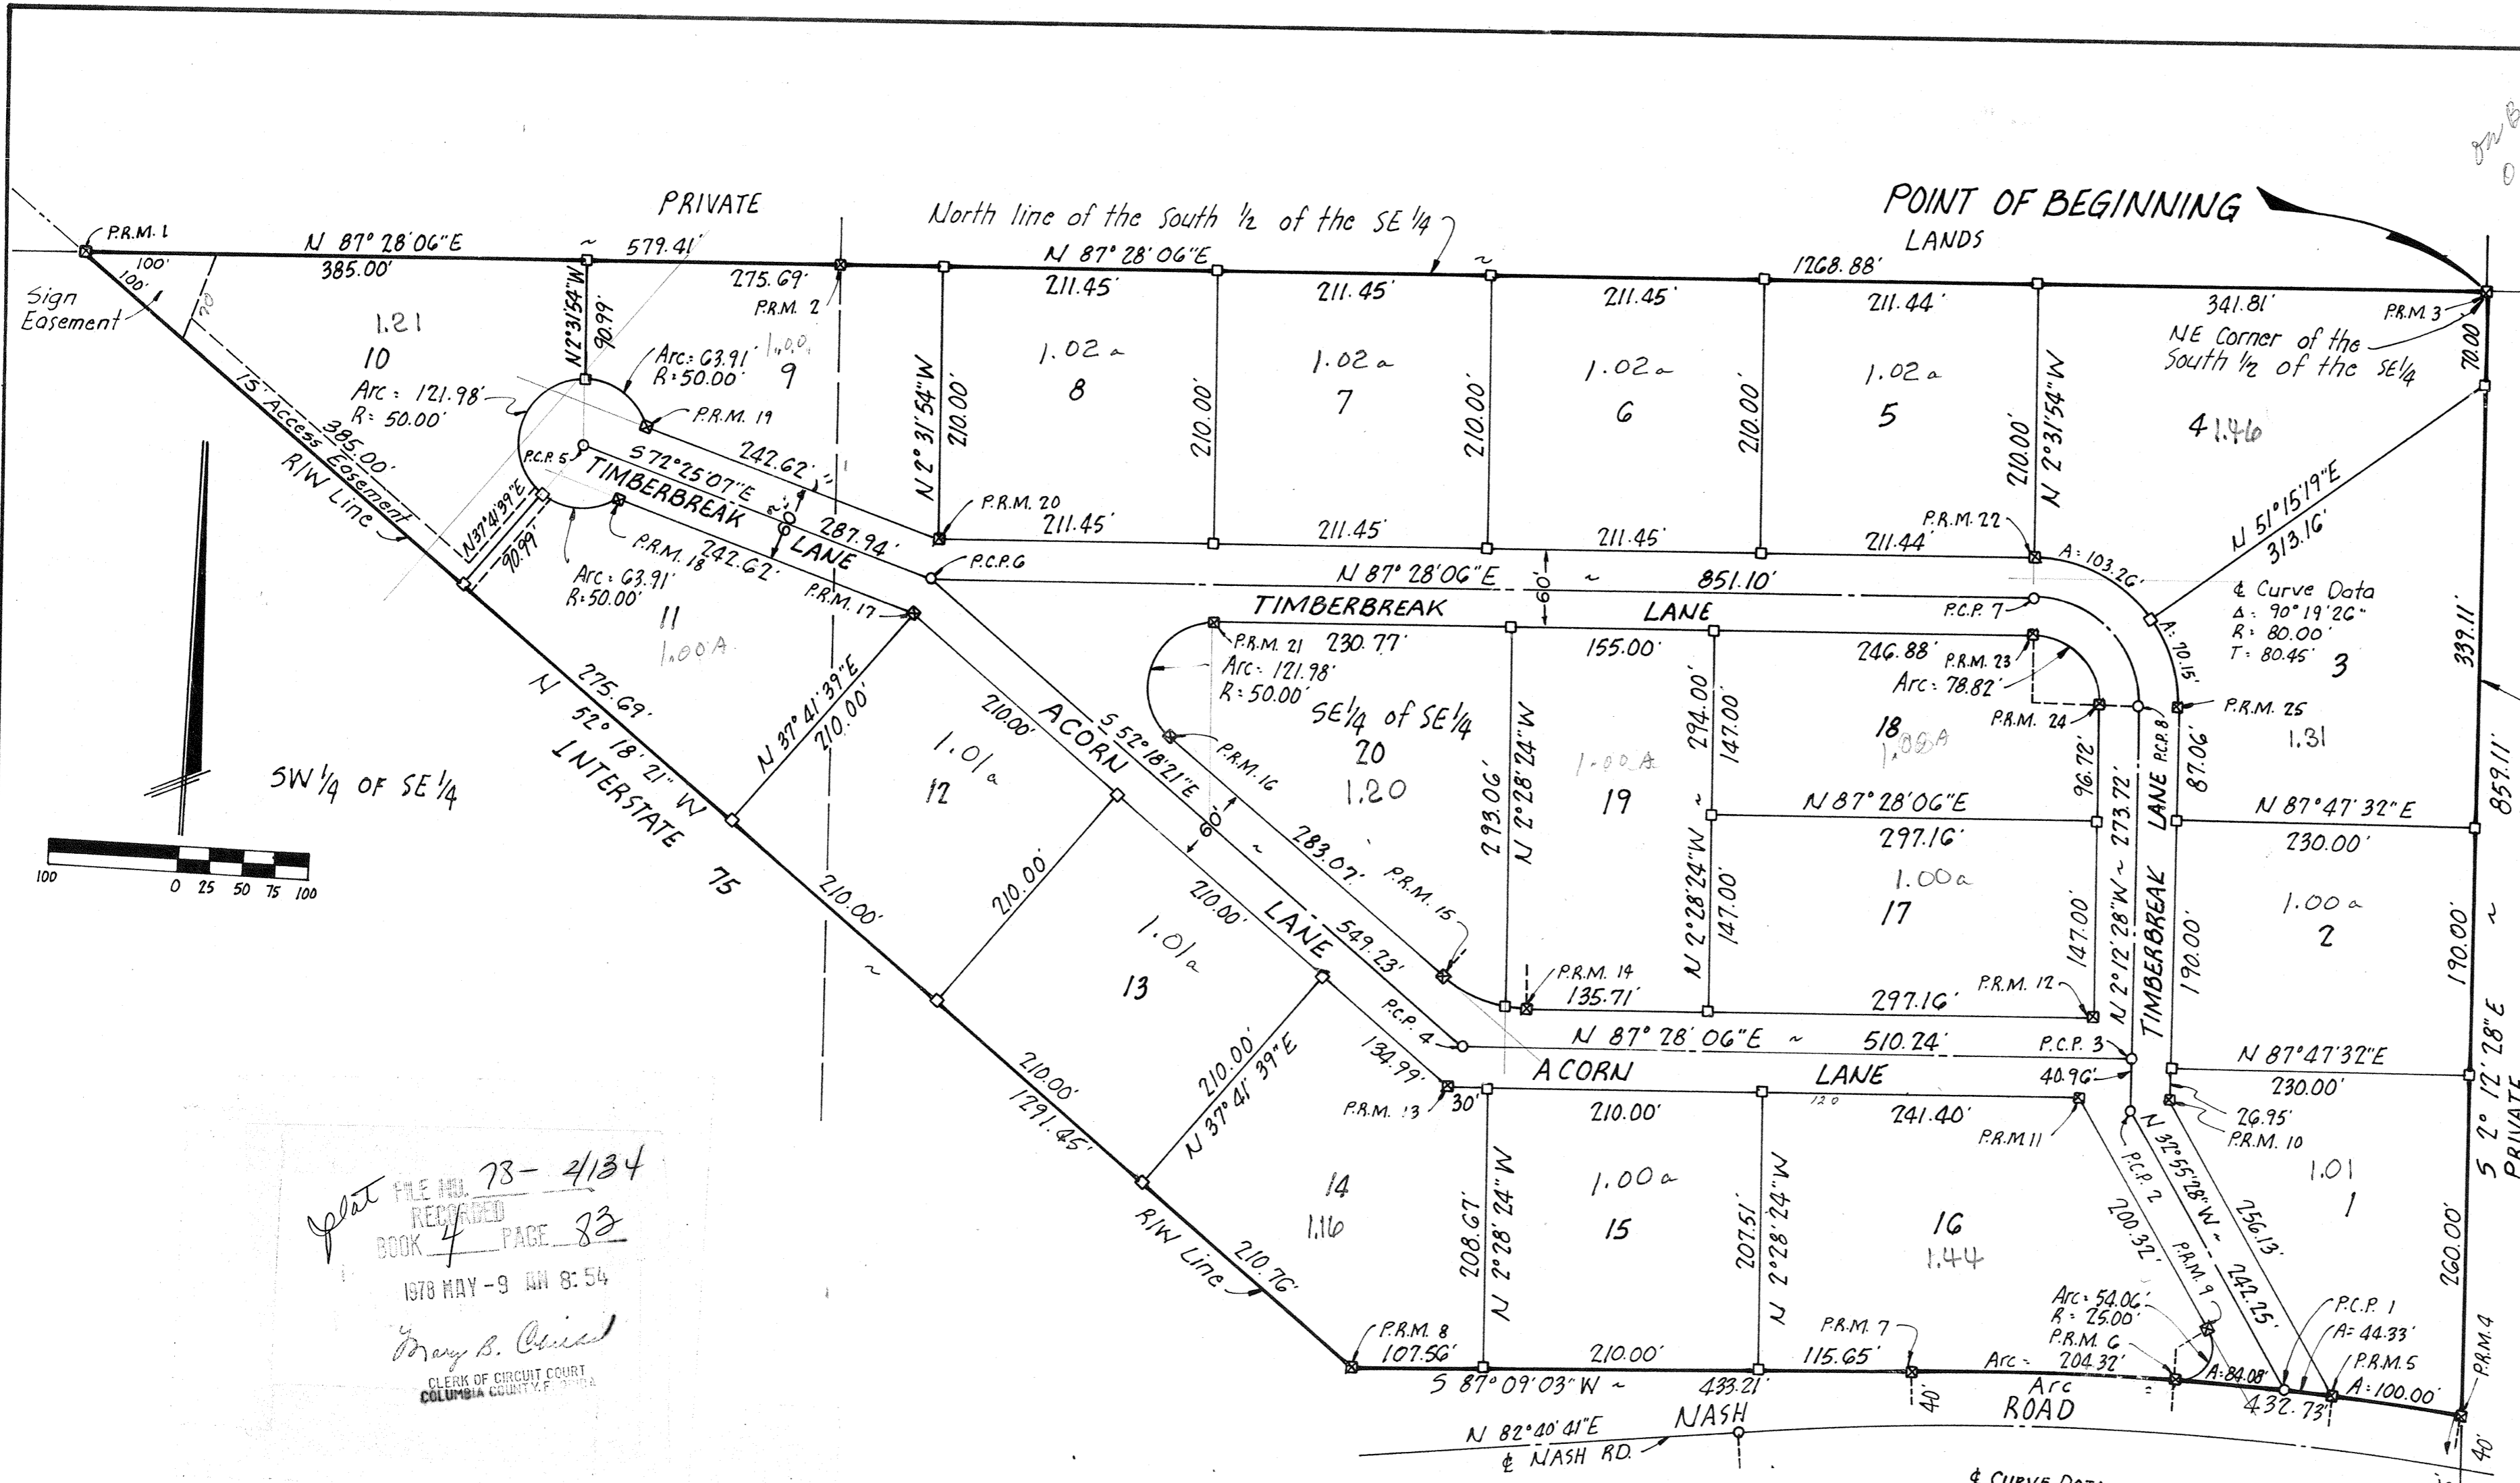 POINT OF BEGINNING
LANDS
PRIVATE
North line of the South 1/2 of the SE 1/4
P.R.M. 1
N 87° 28' 06" E ~ 579.41'
N 87° 28' 06" E ~ 1268.88'
100'
100'
385.00'
275.69'
P.R.M. 2
211.45'
211.45'
211.45'
211.44'
341.81'
P.R.M. 3
Sign
Easement
20'
N 2° 31' 54" W
90.99'
NE Corner of the
South 1/2 of the SE 1/4
70.00
1.21
10
Arc = 121.98'
R = 50.00'
Arc = 63.91'
R = 50.00'
1.00
9
P.R.M. 19
1.02 a
8
1.02 a
7
1.02 a
6
1.02 a
5
4 1.46
N 2° 31' 54" W
210.00'
210.00'
210.00'
210.00'
210.00'
N 2° 31' 54" W
N 51° 15' 19" E
313.16'
15' Access Easement
385.00'
R/W Line
P.C.P. 5
S 72° 25' 07" E
287.94'
TIMBERBREAK
LANE
242.62'
60'
P.R.M. 20
211.45'
211.45'
211.45'
211.44'
P.R.M. 22
A = 103.26'
N 37° 41' 39" E
90.99'
P.R.M. 18
242.62'
Arc = 63.91'
R = 50.00'
P.R.M. 17
P.C.P. 6
N 87° 28' 06" E ~ 851.10'
60'
P.C.P. 7
TIMBERBREAK LANE
℄ Curve Data
Δ = 90° 19' 26"
R = 80.00'
T = 80.45'
3
A = 70.15'
339.11'
11
1.00 A.
P.R.M. 21
230.77'
155.00'
246.88'
P.R.M. 23
Arc = 121.98'
R = 50.00'
Arc = 78.82'
SE 1/4 of SE 1/4
20
1.20
N
52° 18' 21" W
275.69'
N 37° 41' 39" E
210.00'
INTERSTATE
75
210.00'
ACORN
S 52° 18' 21" E
P.R.M. 16
N 2° 28' 24" W
293.06'
294.00'
147.00'
18
P.R.M. 24
P.C.P. 8
P.R.M. 25
1.31
87.06'
96.72'
859.11'
SW 1/4 OF SE 1/4
1.01 a
12
1.00 A
19
N 87° 28' 06" E
297.16'
N 87° 47' 32" E
230.00'
100 0 25 50 75 100
60'
283.07'
P.R.M. 15
210.00'
210.00'
210.00'
LANE
~ 549.23'
1.00 a
17
N 2° 28' 24" W ~
147.00'
147.00'
N 2° 12' 28" W ~ 273.72'
TIMBERBREAK LANE
190.00'
1.00 a
2
190.00'
1.01 a
13
P.R.M. 14
135.71'
297.16'
P.R.M. 12
P.C.P. 4
N 87° 28' 06" E ~ 510.24'
P.C.P. 3
N 87° 47' 32" E
230.00'
S 2° 12' 28" E
PRIVATE
210.00'
1291.45'
210.00'
N 37° 41' 39" E
134.99'
ACORN LANE
40.96'
P.R.M. 13
30'
210.00'
120
241.40'
P.R.M. 11
26.95'
P.R.M. 10
14
1.16
208.67'
N 2° 28' 24" W
1.00 a
15
207.51'
N 2° 28' 24" W
16
1.44
P.C.P. 2
N 32° 55' 28" W ~ 242.25'
200.32'
256.13'
P.R.M. 9
1.01
1
260.00'
R/W Line
210.76'
P.R.M. 8
107.56'
210.00'
115.65'
P.R.M. 7
Arc = 54.06'
R = 25.00'
P.R.M. 6
P.C.P. 1
A = 44.33'
P.R.M. 5
P.R.M. 4
Arc = 204.32'
A = 84.08'
A = 100.00'
S 87° 09' 03" W ~ 433.21'
Arc = 432.73'
40'
40'
NASH ROAD
N 82° 40' 41" E
℄ NASH RD.
℄ CURVE DATA
plat FILE NO. 78-4134
RECORDED
BOOK 4 PAGE 83
1978 MAY -9 AM 8:54
Mary B.
CLERK OF CIRCUIT COURT
COLUMBIA COUNTY, FLORIDA